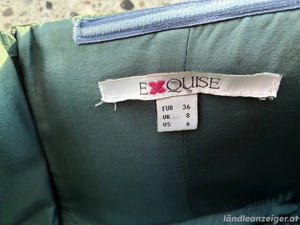 EXQUISE
EUR 36
UK 8
US 6
ländleanzeiger.at